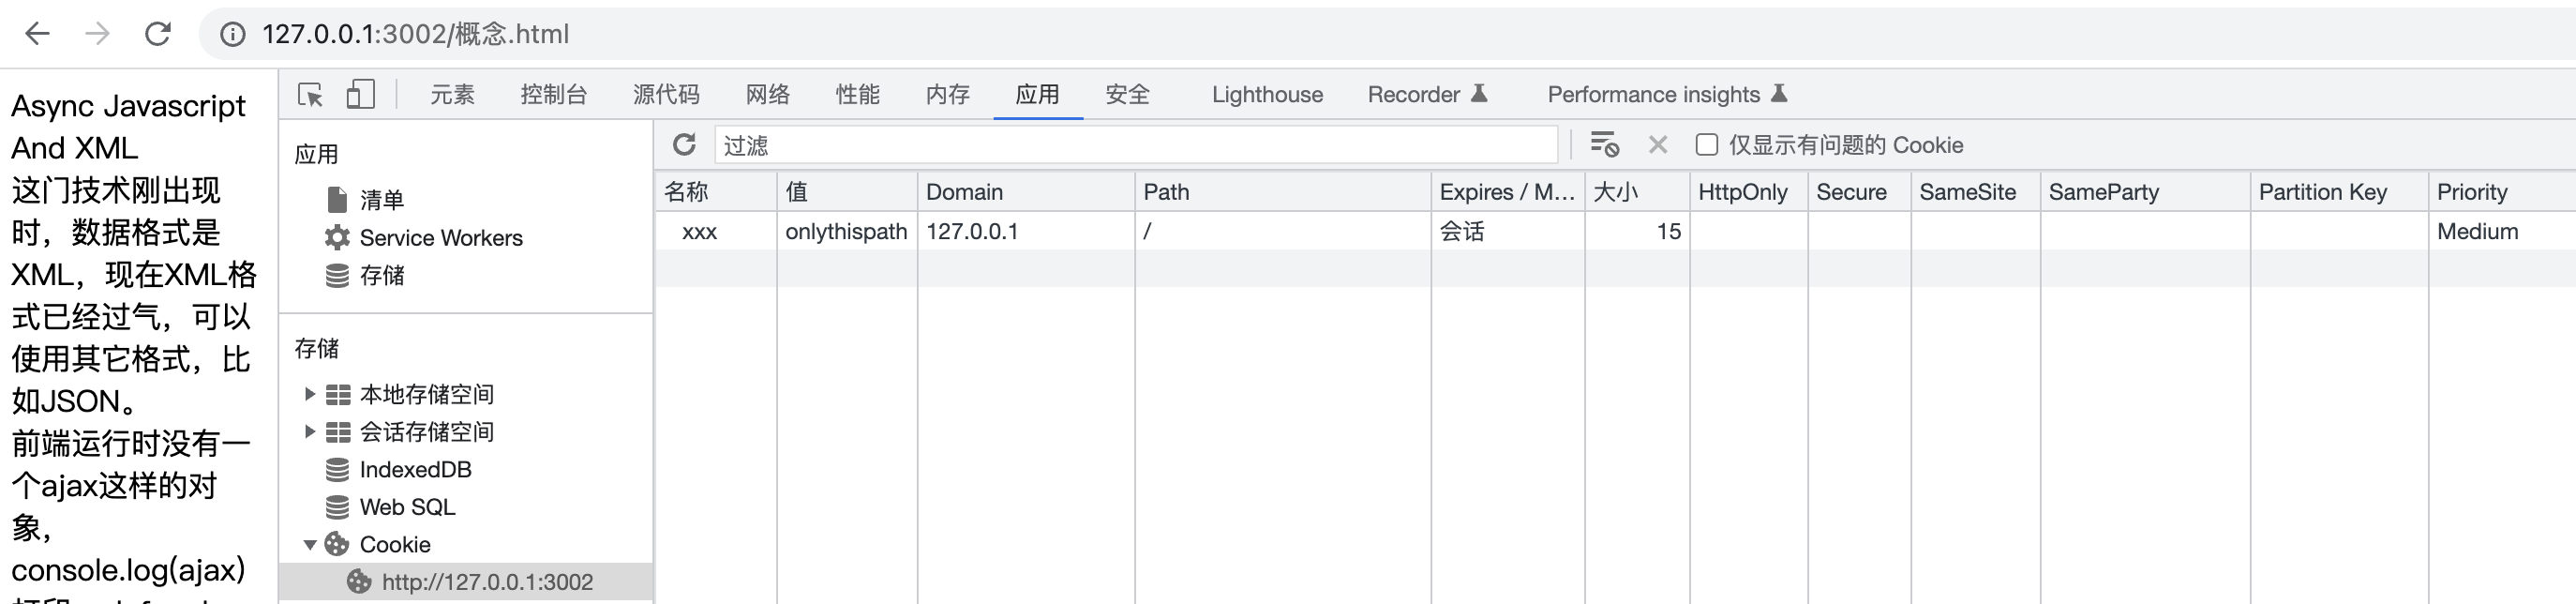 127.0.0.1:3002/概念.html
元素 控制台 源代码 网络 性能 内存 应用 安全 Lighthouse Recorder Performance insights
Async Javascript
And XML
这门技术刚出现
时，数据格式是
XML，现在XML格
式已经过气，可以
使用其它格式，比
如JSON。
前端运行时没有一
个ajax这样的对
象，
console.log(ajax)
应用
清单
Service Workers
存储
存储
本地存储空间
会话存储空间
IndexedDB
Web SQL
Cookie
http://127.0.0.1:3002
过滤 仅显示有问题的 Cookie
名称 值 Domain Path Expires / M... 大小 HttpOnly Secure SameSite SameParty Partition Key Priority
xxx onlythispath 127.0.0.1 / 会话 15 Medium